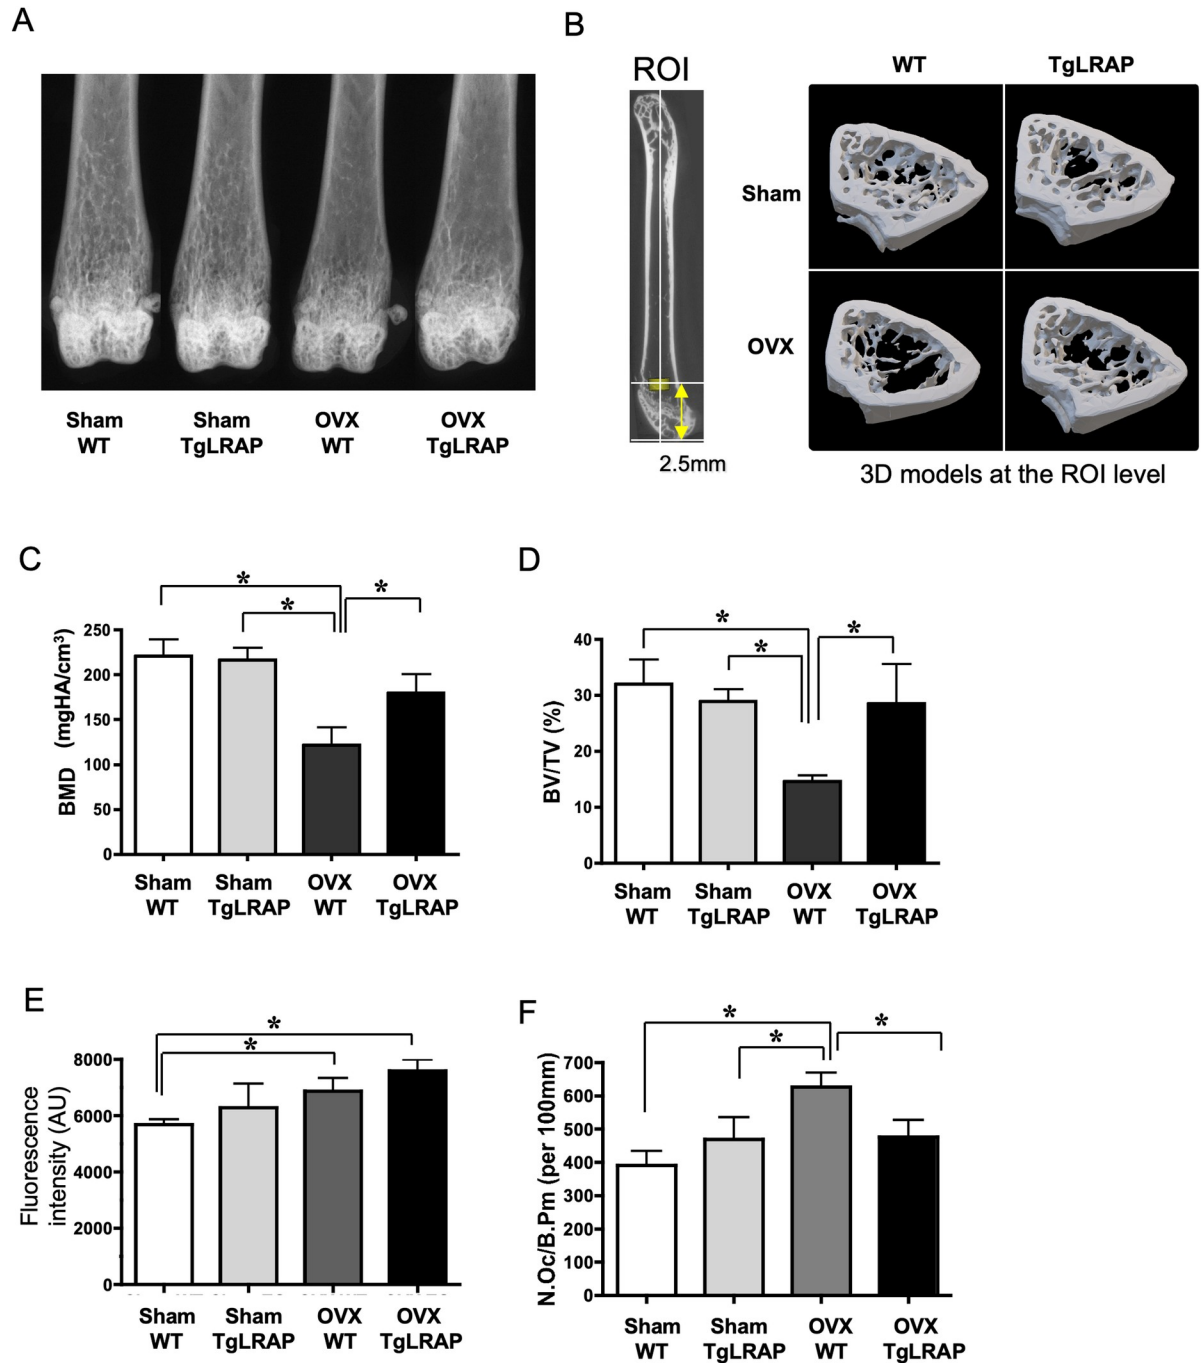 A
Sham
WT
Sham
TgLRAP
OVX
WT
OVX
TgLRAP
B
ROI
2.5mm
WT
TgLRAP
Sham
OVX
3D models at the ROI level
C
*
*
*
BMD (mgHA/cm³)
250
200
150
100
50
0
Sham
WT
Sham
TgLRAP
OVX
WT
OVX
TgLRAP
D
*
*
*
BV/TV (%)
40
30
20
10
0
Sham
WT
Sham
TgLRAP
OVX
WT
OVX
TgLRAP
E
*
*
Fluorescence
intensity (AU)
8000
6000
4000
2000
0
Sham
WT
Sham
TgLRAP
OVX
WT
OVX
TgLRAP
F
*
*
*
N.Oc/B.Pm (per 100mm)
700
600
500
400
300
200
100
0
Sham
WT
Sham
TgLRAP
OVX
WT
OVX
TgLRAP